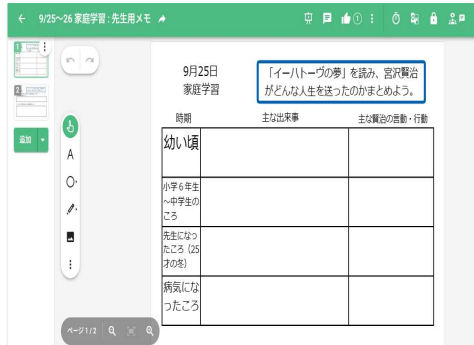 9/25～26 家庭学習：先生用メモ
1
1
2
追加
A
9月25日
家庭学習
「イーハトーヴの夢」を読み、宮沢賢治
がどんな人生を送ったのかまとめよう。
時期 主な出来事 主な賢治の言動・行動
幼い頃
小学６年生
～中学生の
ころ
先生になっ
たころ（25
才の冬）
病気にな
ったころ
ページ 1 / 2